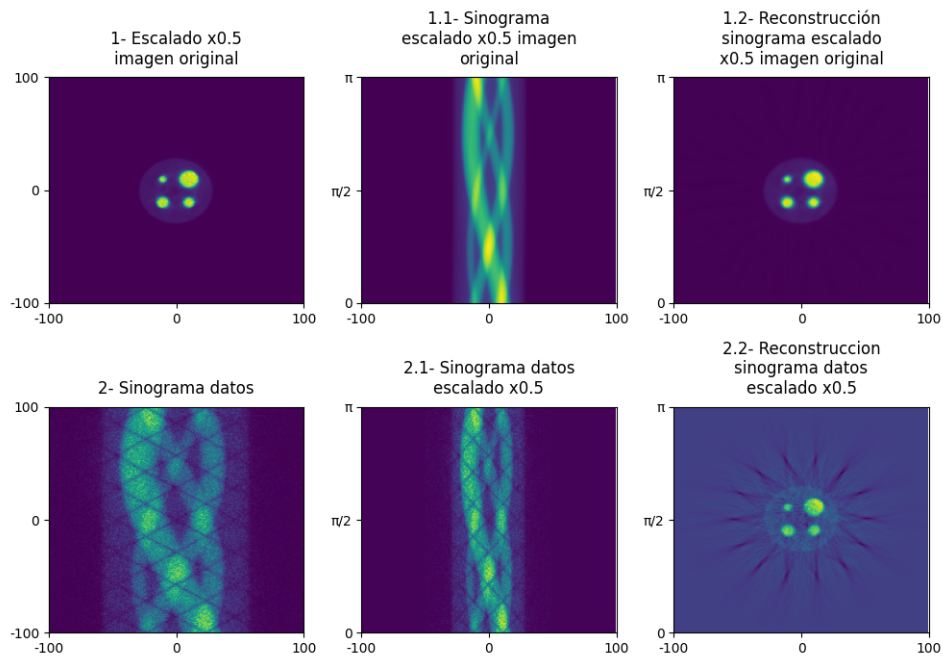 1- Escalado x0.5
imagen original
1.1- Sinograma
escalado x0.5 imagen
original
1.2- Reconstrucción
sinograma escalado
x0.5 imagen original
100
0
-100
-100 0 100
π
π/2
0
-100 0 100
π
π/2
0
-100 0 100
2- Sinograma datos
2.1- Sinograma datos
escalado x0.5
2.2- Reconstruccion
sinograma datos
escalado x0.5
100
0
-100
-100 0 100
π
π/2
0
-100 0 100
π
π/2
0
-100 0 100